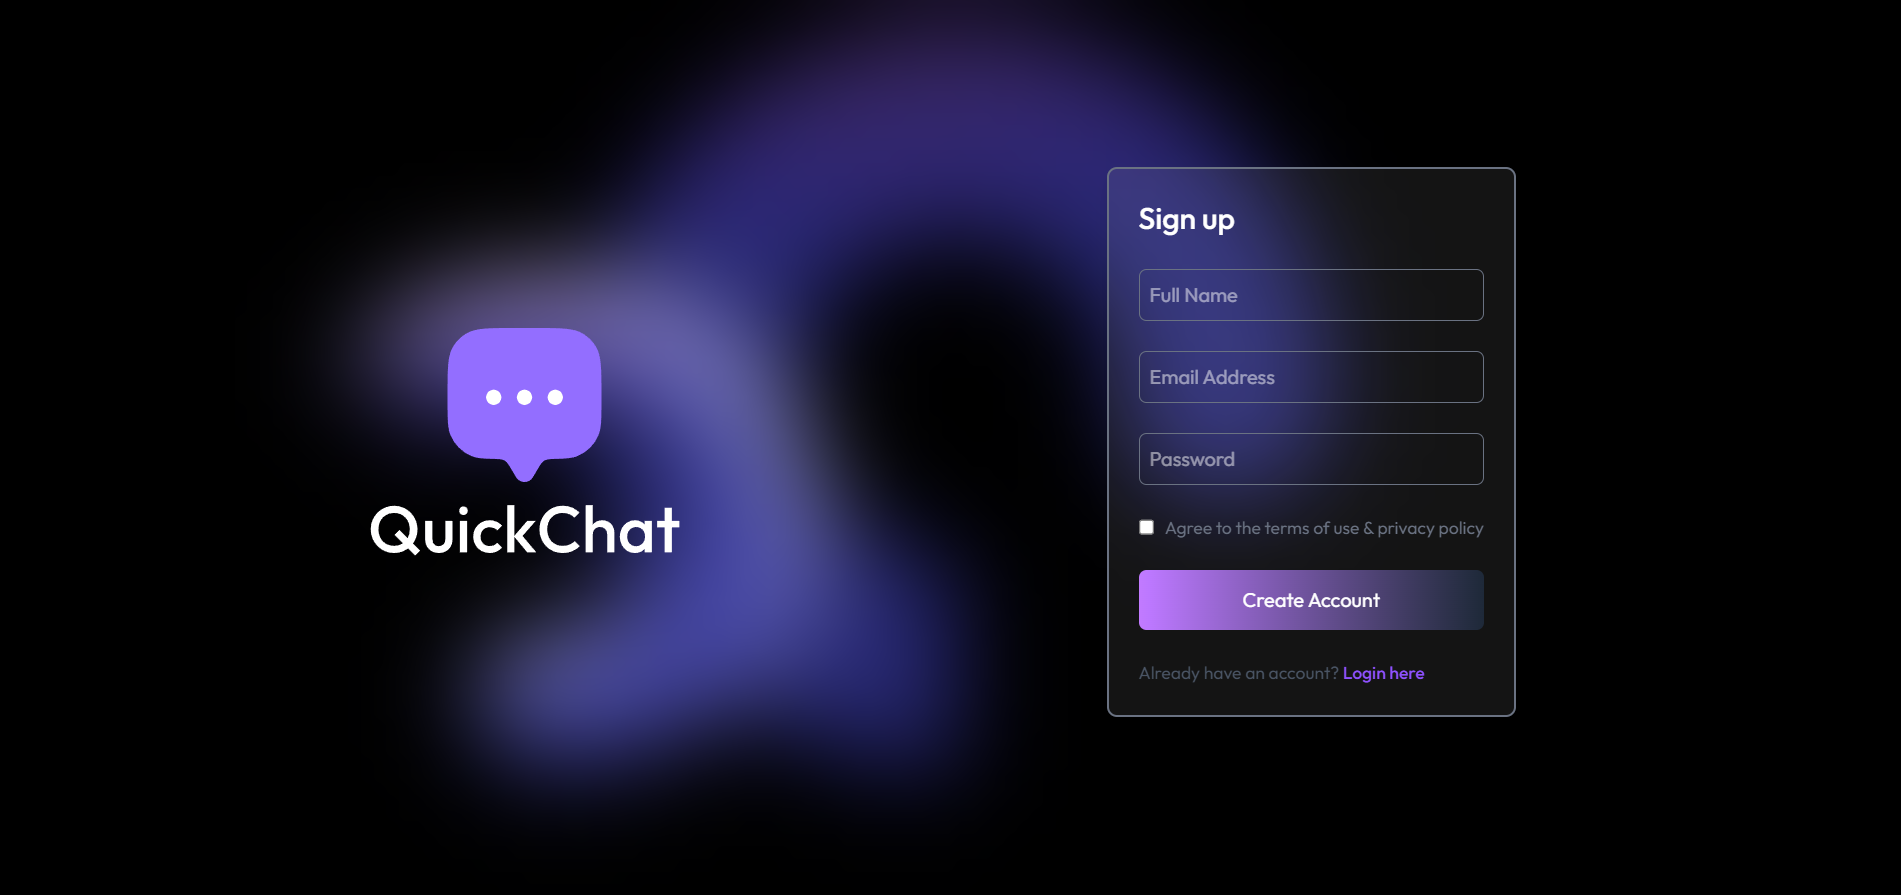 QuickChat
Sign up
Full Name
Email Address
Password
Agree to the terms of use & privacy policy
Create Account
Already have an account? Login here